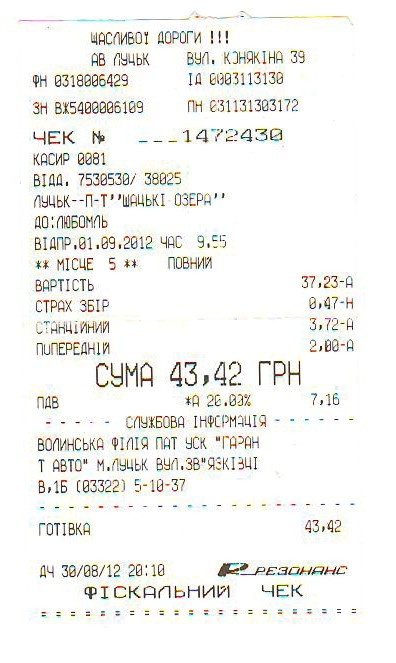 ЩАСЛИВОЇ ДОРОГИ !!!
АВ ЛУЦЬК ВУЛ. КОНЯКІНА 39
ФН 0318006429 ІД 0003113130
ЗН ВЖ5400006109 ПН 031131303172
ЧЕК № ___1472430
КАСИР 0081
ВІДД. 7530530/ 38025
ЛУЦЬК--П-Т''ШАЦЬКІ ОЗЕРА''
ДО:ЛЮБОМЛЬ
ВІДПР.01.09.2012 ЧАС 9.55
** МІСЦЕ 5 ** ПОВНИЙ
ВАРТІСТЬ 37,23-А
СТРАХ ЗБІР 0,47-Н
СТАНЦІЙНИЙ 3,72-А
ПОПЕРЕДНІЙ 2,00-А
СУМА 43,42 ГРН
ПДВ *А 20.00% 7,16
- - - - - СЛУЖБОВА ІНФОРМАЦІЯ - - - - - -
ВОЛИНСЬКА ФІЛІЯ ПАТ УСК "ГАРАН
Т АВТО" М.ЛУЦЬК ВУЛ.ЗВ"ЯЗКІВЦІ
В,1Б (03322) 5-10-37
ГОТІВКА 43,42
ДЧ 30/08/12 20:10 РЕЗОНАНС
ФІСКАЛЬНИЙ ЧЕК